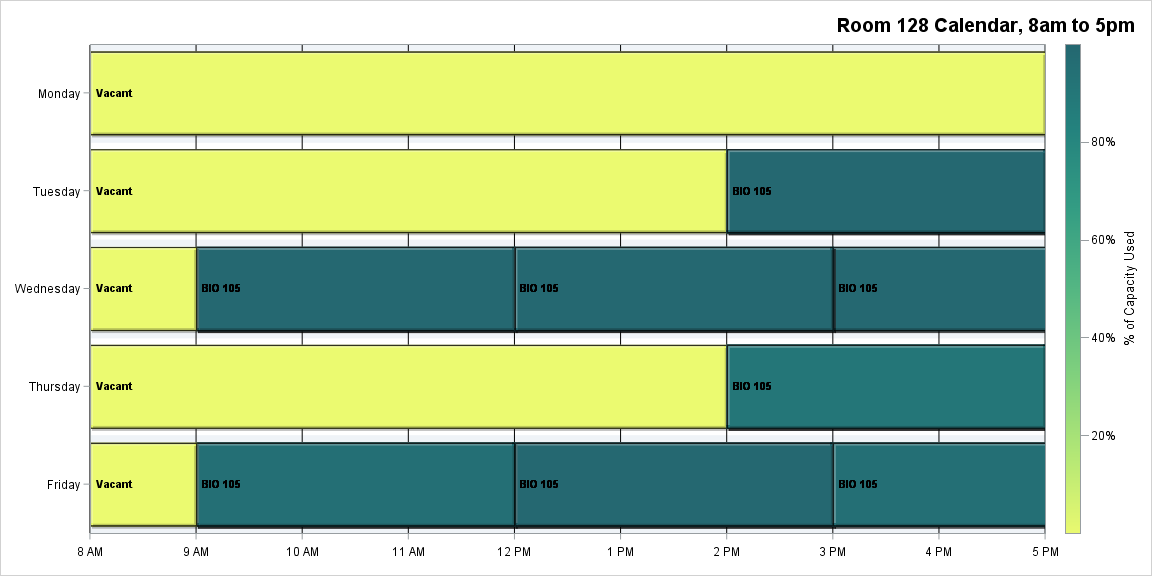 Room 128 Calendar, 8am to 5pm
Monday
Vacant
Tuesday
Vacant
BIO 105
Wednesday
Vacant
BIO 105
BIO 105
BIO 105
Thursday
Vacant
BIO 105
Friday
Vacant
BIO 105
BIO 105
BIO 105
8 AM
9 AM
10 AM
11 AM
12 PM
1 PM
2 PM
3 PM
4 PM
5 PM
80%
60%
40%
20%
% of Capacity Used